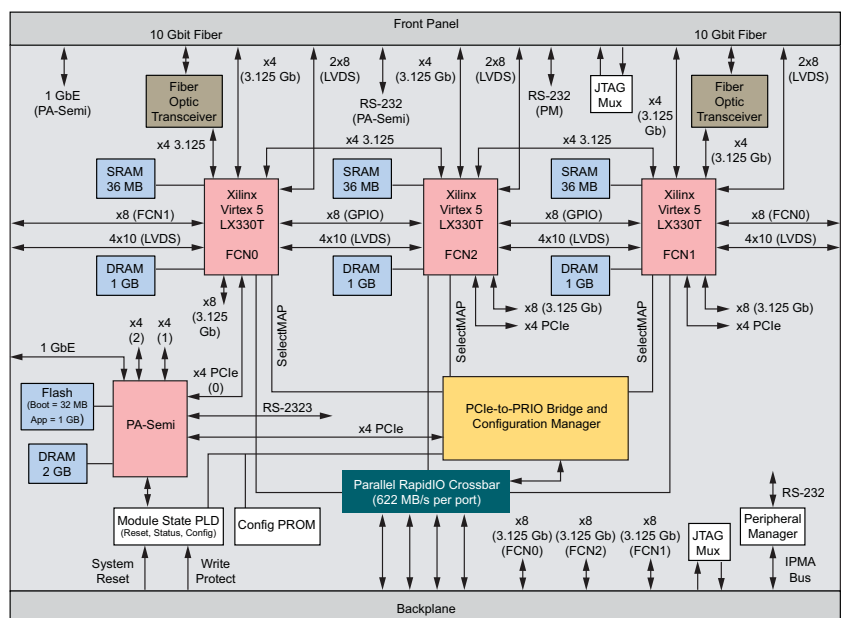 Front Panel
10 Gbit Fiber
x4
(3.125 Gb)
2x8
(LVDS)
x4
(3.125 Gb)
2x8
(LVDS)
10 Gbit Fiber
2x8
(LVDS)
1 GbE
(PA-Semi)
Fiber
Optic
Transceiver
RS-232
(PA-Semi)
RS-232
(PM)
JTAG
Mux
x4
(3.125
Gb)
Fiber
Optic
Transceiver
x4 3.125
x4 3.125
x4 3.125
x4
(3.125 Gb)
SRAM
36 MB
Xilinx
Virtex 5
LX330T
FCN0
SRAM
36 MB
Xilinx
Virtex 5
LX330T
FCN2
SRAM
36 MB
Xilinx
Virtex 5
LX330T
FCN1
x8 (FCN1)
x8 (GPIO)
x8 (GPIO)
x8 (FCN0)
4x10 (LVDS)
4x10 (LVDS)
4x10 (LVDS)
4x10 (LVDS)
DRAM
1 GB
DRAM
1 GB
DRAM
1 GB
x8
(3.125
Gb)
SelectMAP
SelectMAP
x8 (3.125 Gb)
x4 PCIe
SelectMAP
x8 (3.125 Gb)
x4 PCIe
1 GbE
x4
(2)
x4
(1)
x4 PCIe
(0)
Flash
(Boot = 32 MB
App = 1 GB)
PA-Semi
RS-2323
x4 PCIe
PCIe-to-PRIO Bridge and
Configuration Manager
DRAM
2 GB
Parallel RapidIO Crossbar
(622 MB/s per port)
RS-232
Module State PLD
(Reset, Status, Config)
Config PROM
x8
(3.125 Gb)
(FCN0)
x8
(3.125 Gb)
(FCN2)
x8
(3.125 Gb)
(FCN1)
JTAG
Mux
Peripheral
Manager
System
Reset
Write
Protect
IPMA
Bus
Backplane